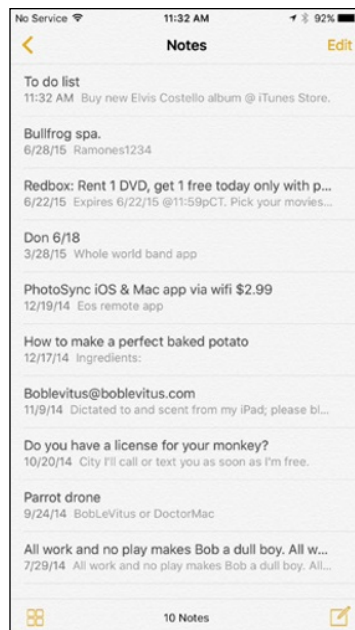 No Service 11:32 AM 92%
Notes Edit
To do list
11:32 AM Buy new Elvis Costello album @ iTunes Store.
Bullfrog spa.
6/28/15 Ramones1234
Redbox: Rent 1 DVD, get 1 free today only with p...
6/22/15 Expires 6/22/15 @11:59pCT. Pick your movies...
Don 6/18
3/28/15 Whole world band app
PhotoSync iOS & Mac app via wifi $2.99
12/19/14 Eos remote app
How to make a perfect baked potato
12/17/14 Ingredients:
Boblevitus@boblevitus.com
11/9/14 Dictated to and scent from my iPad; please bl...
Do you have a license for your monkey?
10/20/14 City I'll call or text you as soon as I'm free.
Parrot drone
9/24/14 BobLeVitus or DoctorMac
All work and no play makes Bob a dull boy. All w...
7/29/14 All work and no play makes Bob a dull boy. All...
10 Notes